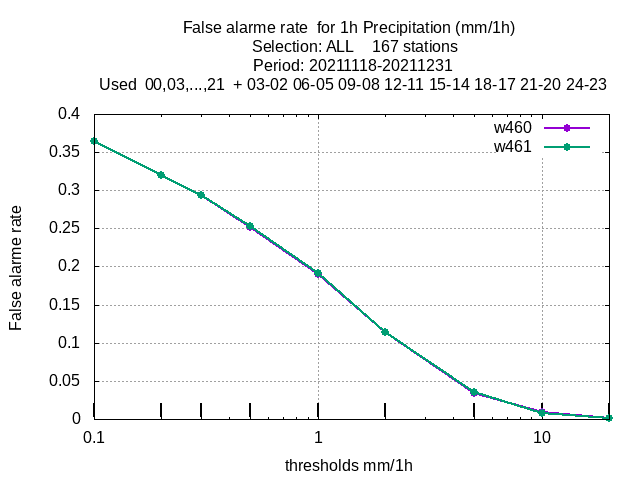 False alarme rate  for 1h Precipitation (mm/1h)
Selection: ALL    167 stations
Period: 20211118-20211231
Used  00,03,...,21  + 03-02 06-05 09-08 12-11 15-14 18-17 21-20 24-23
w460
w461
0.4
0.35
0.3
0.25
0.2
0.15
0.1
0.05
0
False alarme rate
0.1 1 10
thresholds mm/1h